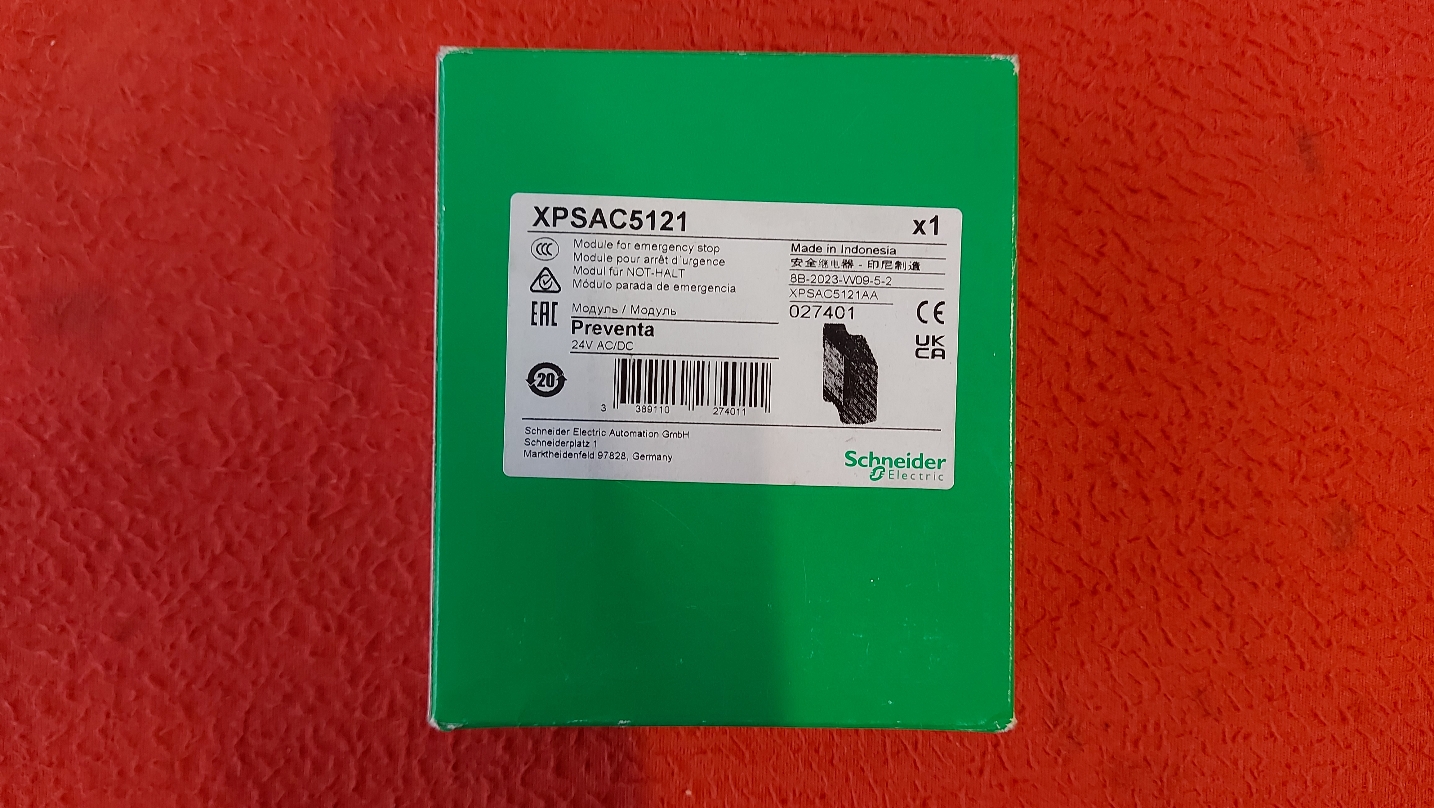 XPSAC5121
x1
Module for emergency stop
Module pour arrêt d'urgence
Modul für NOT-HALT
Módulo parada de emergencia
Модуль / Модуль
Preventa
24V AC/DC
Made in Indonesia
安全继电器 - 印尼制造
8B-2023-W09-5-2
XPSAC5121AA
027401
CCC
EAC
20
CE
UK
CA
3 389110 274011
Schneider Electric Automation GmbH
Schneiderplatz 1
Marktheidenfeld 97828, Germany
Schneider
Electric